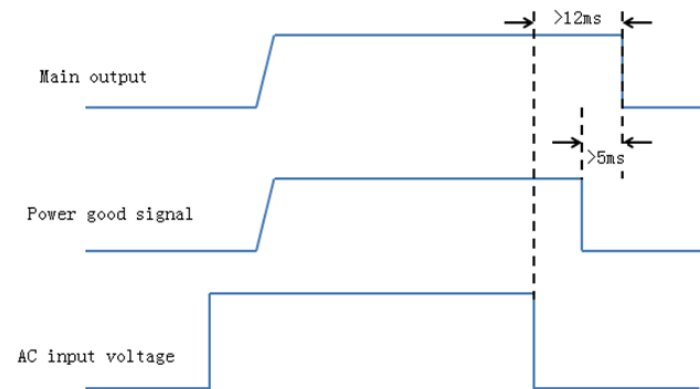 >12ms
Main output
>5ms
Power good signal
AC input voltage